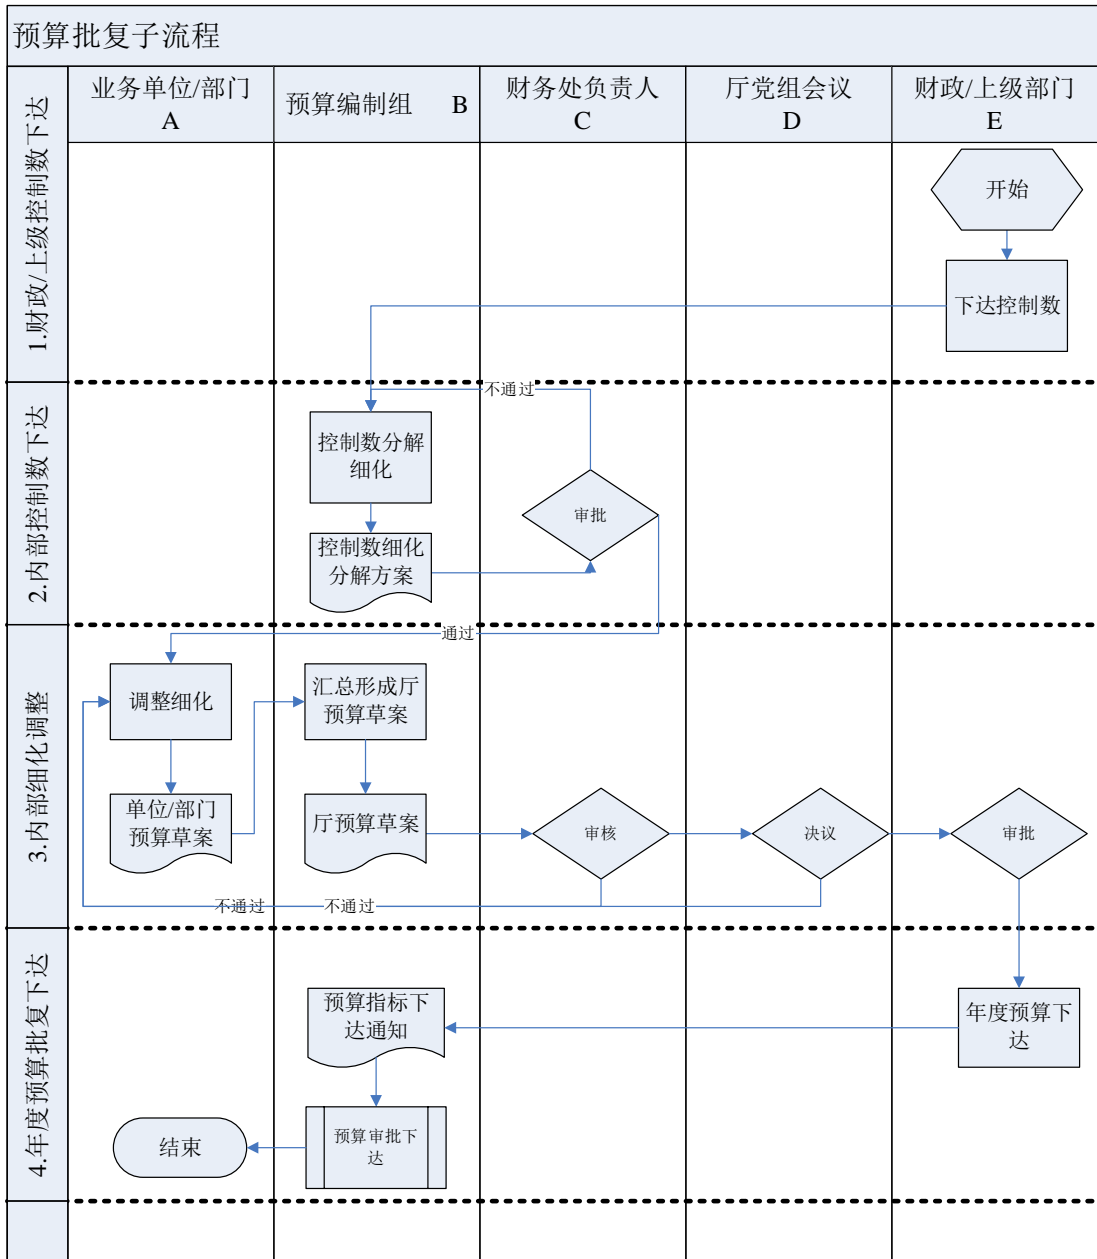 预算批复子流程
业务单位/部门
A
预算编制组 B
财务处负责人
C
厅党组会议
D
财政/上级部门
E
1.财政/上级控制数下达
开始
下达控制数
2.内部控制数下达
不通过
控制数分解
细化
审批
控制数细化
分解方案
通过
3.内部细化调整
调整细化
汇总形成厅
预算草案
单位/部门
预算草案
厅预算草案
审核
决议
审批
不通过
不通过
4.年度预算批复下达
预算指标下
达通知
年度预算下
达
结束
预算审批下
达